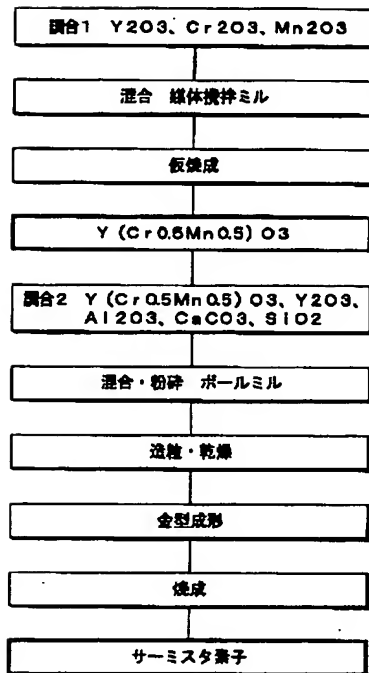 調合1 Y2O3、Cr2O3、Mn2O3
混合 媒体攪拌ミル
仮焼成
Y(Cr0.5Mn0.5)O3
調合2 Y(Cr0.5Mn0.5)O3、Y2O3、
Al2O3、CaCO3、SiO2
混合・粉砕 ボールミル
造粒・乾燥
金型成形
焼成
サーミスタ素子